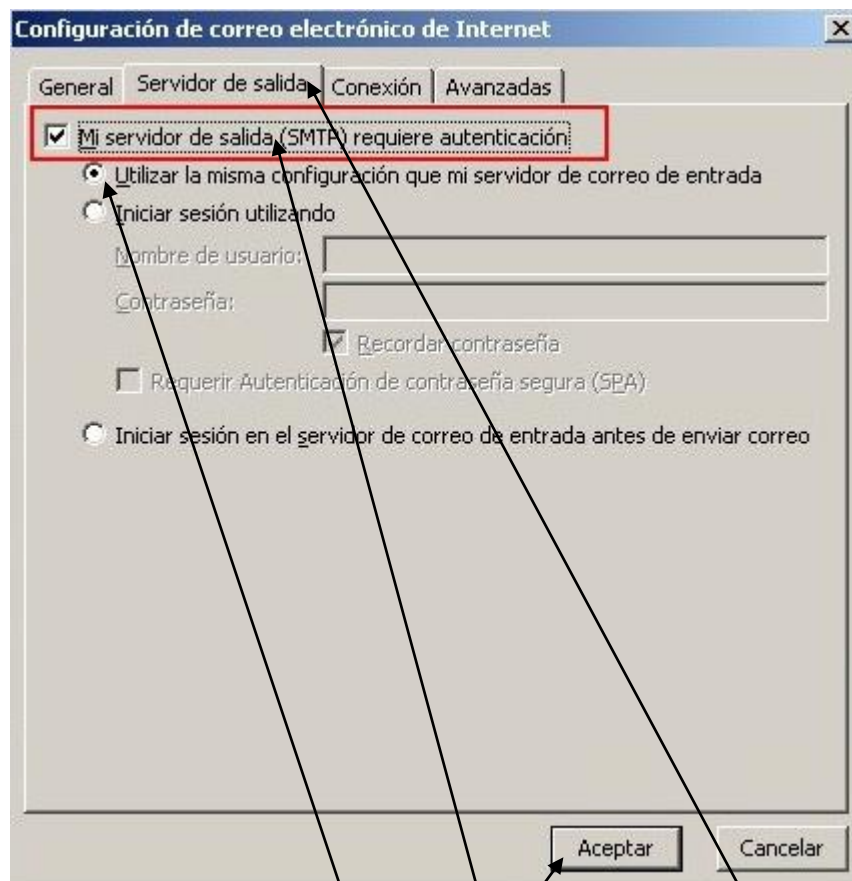 Configuración de correo electrónico de Internet
General Servidor de salida Conexión Avanzadas
Mi servidor de salida (SMTP) requiere autenticación
Utilizar la misma configuración que mi servidor de correo de entrada
Iniciar sesión utilizando
Nombre de usuario:
Contraseña:
Recordar contraseña
Requerir Autenticación de contraseña segura (SPA)
Iniciar sesión en el servidor de correo de entrada antes de enviar correo
Aceptar Cancelar